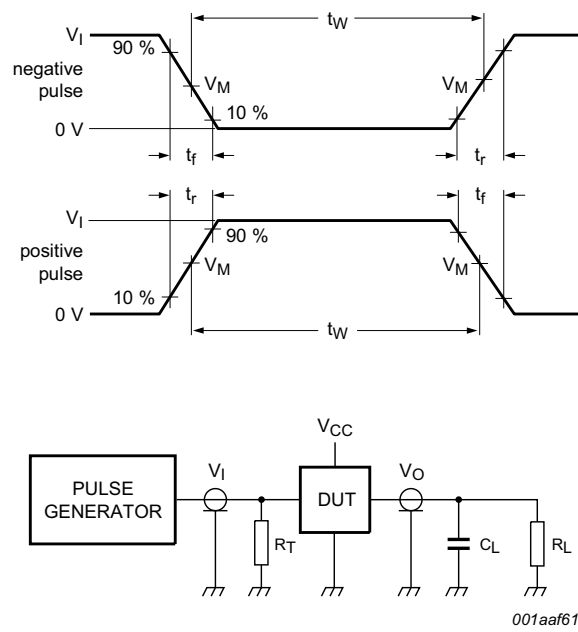 V_I
t_W
90 %
negative
pulse
V_M
V_M
10 %
0 V
t_f
t_r
t_r
t_f
V_I
90 %
positive
pulse
V_M
V_M
10 %
0 V
t_W
V_CC
PULSE
GENERATOR
V_I
DUT
V_O
R_T
C_L
R_L
001aaf61